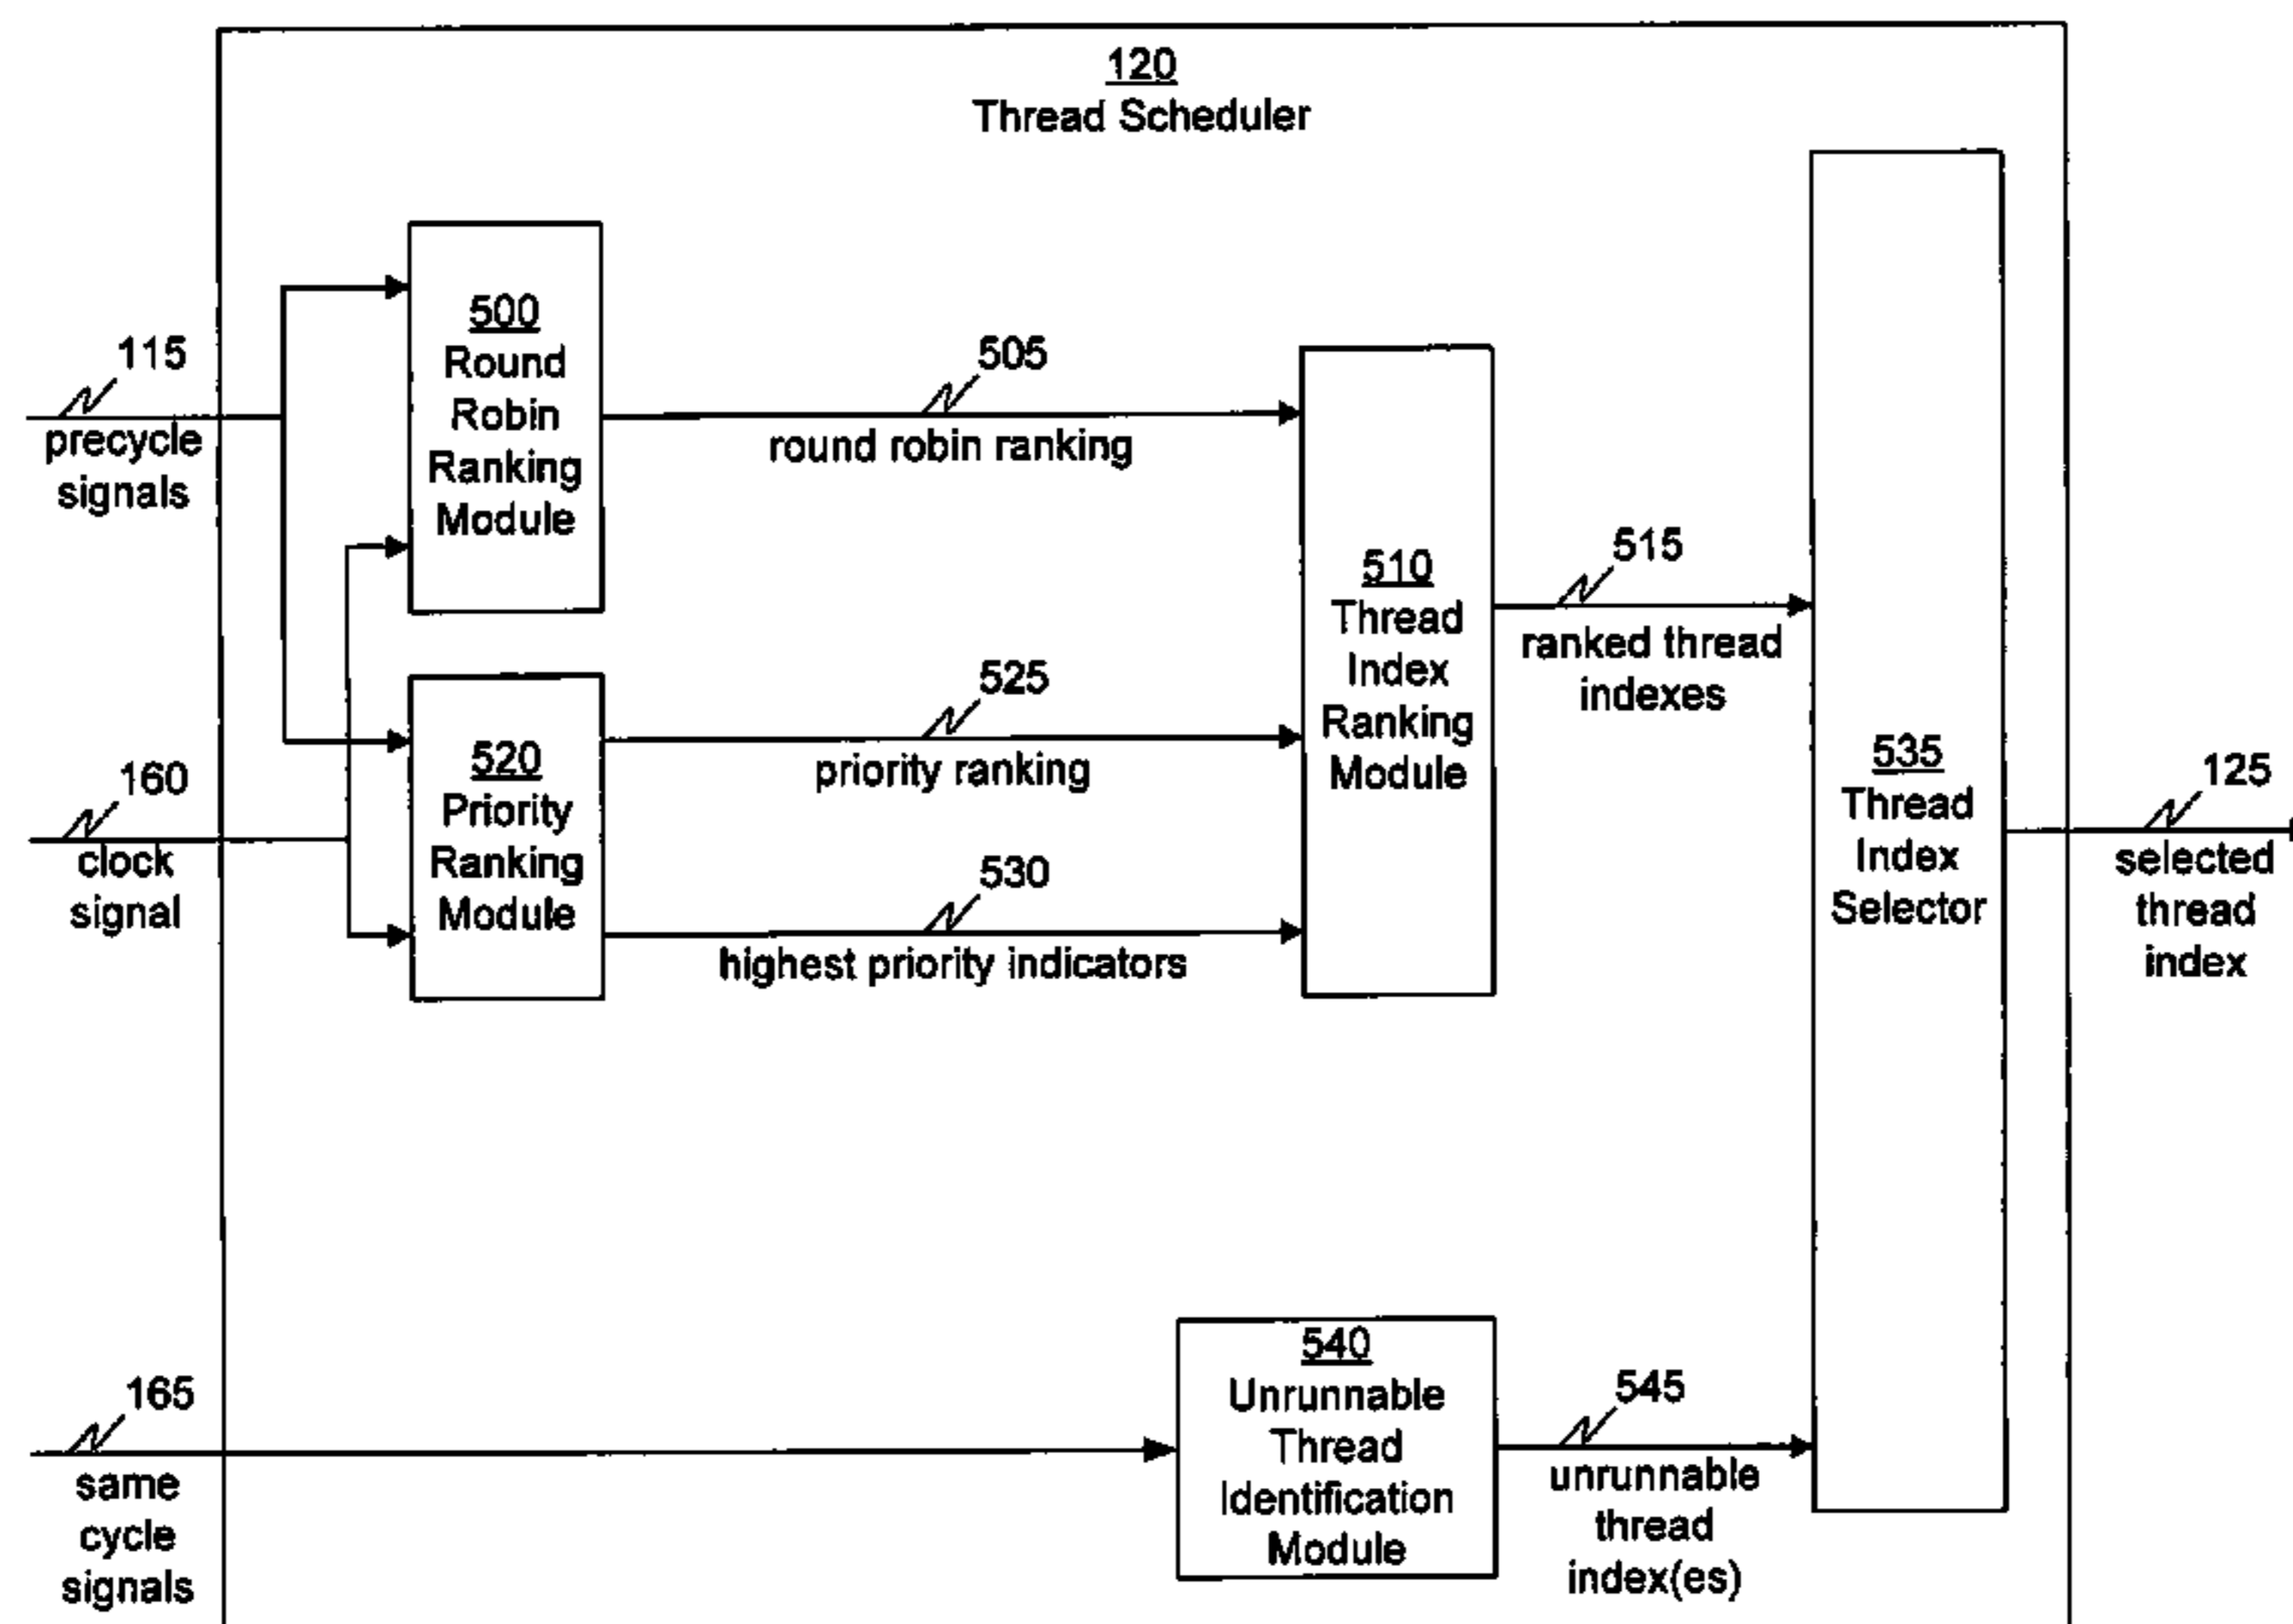 120
Thread Scheduler
115
precycle
signals
160
clock
signal
165
same
cycle
signals
500
Round
Robin
Ranking
Module
520
Priority
Ranking
Module
505
round robin ranking
525
priority ranking
530
highest priority indicators
510
Thread
Index
Ranking
Module
515
ranked thread
indexes
540
Unrunnable
Thread
Identification
Module
545
unrunnable
thread
index(es)
535
Thread
Index
Selector
125
selected
thread
index